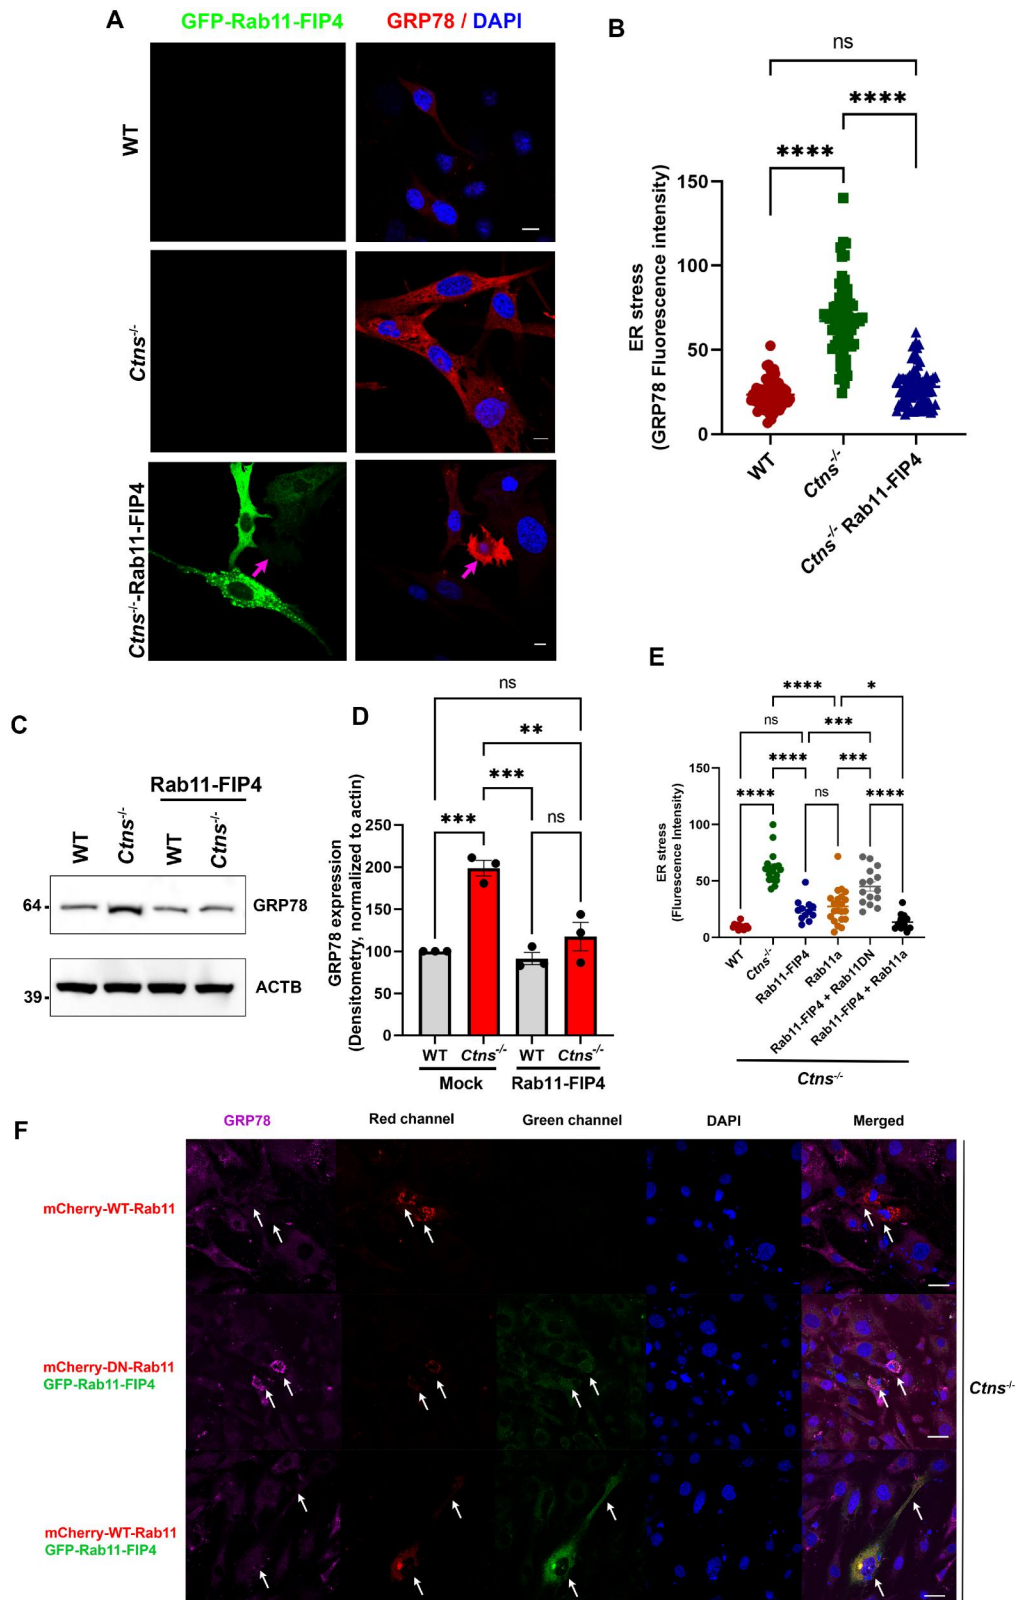 A
GFP-Rab11-FIP4
GRP78 / DAPI
WT
Ctns-/-
Ctns-/--Rab11-FIP4
B
ns
****
****
ER stress
(GRP78 Fluorescence intensity)
150
100
50
0
WT
Ctns-/-
Ctns-/- Rab11-FIP4
C
Rab11-FIP4
WT
Ctns-/-
WT
Ctns-/-
64
GRP78
39
ACTB
D
ns
**
***
***
ns
GRP78 expression
(Densitometry, normalized to actin)
250
200
150
100
50
0
WT
Ctns-/-
WT
Ctns-/-
Mock
Rab11-FIP4
E
****
*
ns
***
****
***
****
ns
****
ER stress
(Flurescence Intensity)
150
100
50
0
WT
Ctns-/-
Rab11-FIP4
Rab11a
Rab11-FIP4 + Rab11DN
Rab11-FIP4 + Rab11a
Ctns-/-
F
GRP78
Red channel
Green channel
DAPI
Merged
mCherry-WT-Rab11
mCherry-DN-Rab11
GFP-Rab11-FIP4
mCherry-WT-Rab11
GFP-Rab11-FIP4
Ctns-/-